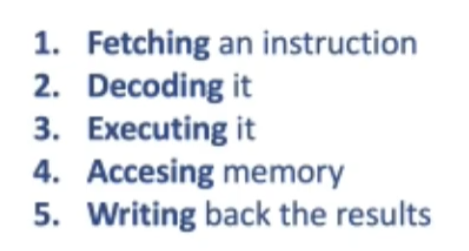 1. Fetching an instruction
2. Decoding it
3. Executing it
4. Accesing memory
5. Writing back the results